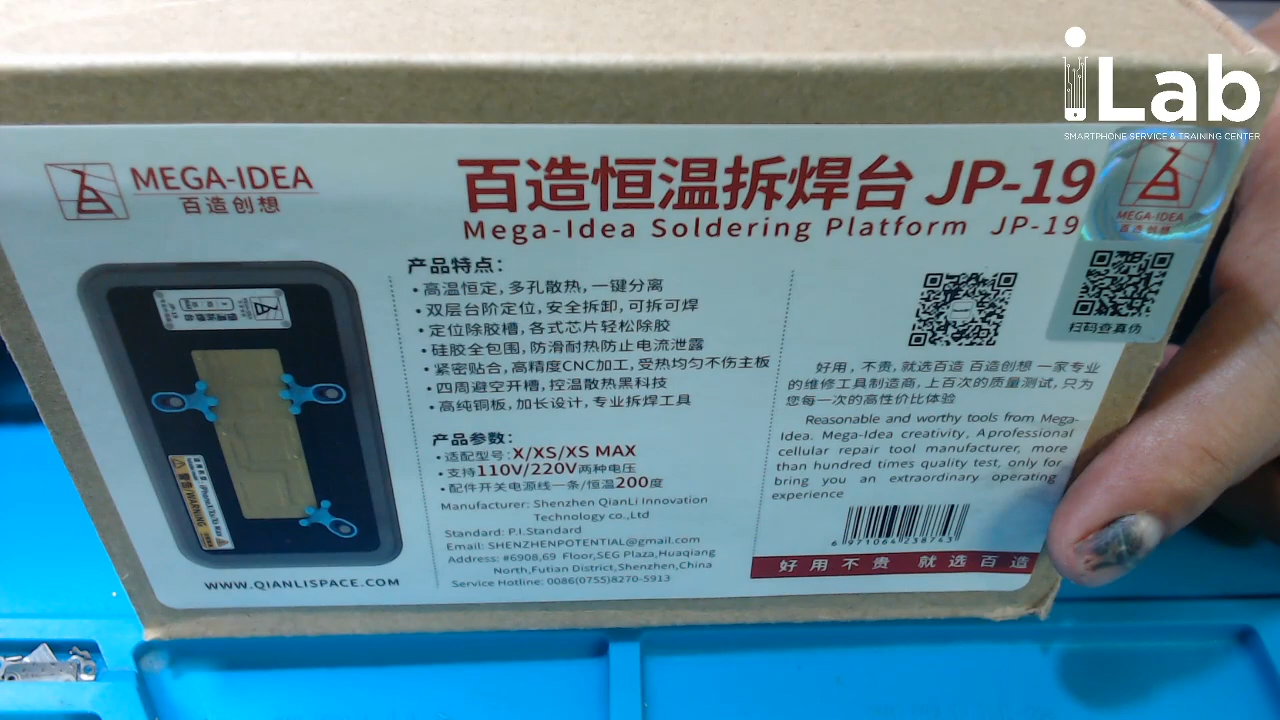 iLab
SMARTPHONE SERVICE & TRAINING CENTER
MEGA-IDEA
百造创想
百造恒温拆焊台 JP-19
Mega-Idea Soldering Platform JP-19
MEGA-IDEA
百造创想
扫码查真伪
产品特点：
• 高温恒定，多孔散热，一键分离
• 双层台阶定位，安全拆卸，可拆可焊
• 定位除胶槽，各式芯片轻松除胶
• 硅胶全包围，防滑耐热防止电流泄露
• 紧密贴合，高精度CNC加工，受热均匀不伤主板
• 四周避空开槽，控温散热黑科技
• 高纯铜板，加长设计，专业拆焊工具
产品参数：
• 适配型号：X/XS/XS MAX
• 支持110V/220V两种电压
• 配件开关电源线一条/恒温200度
Manufacturer: Shenzhen QianLi Innovation
Technology co.,Ltd
Standard: P.I.Standard
Email: SHENZHENPOTENTIAL@gmail.com
Address: #6908,69 Floor,SEG Plaza,Huaqiang
North,Futian District,Shenzhen,China
Service Hotline: 0086(0755)8270-5913
好用，不贵，就选百造 百造创想 一家专业
的维修工具制造商，上百次的质量测试，只为
您每一次的高性价比体验
Reasonable and worthy tools from Mega-
Idea. Mega-Idea creativity, A professional
cellular repair tool manufacturer, more
than hundred times quality test, only for
bring you an extraordinary operating
experience
6 971064 238743
好用不贵 就选百造
警告/WARNING
WWW.QIANLISPACE.COM